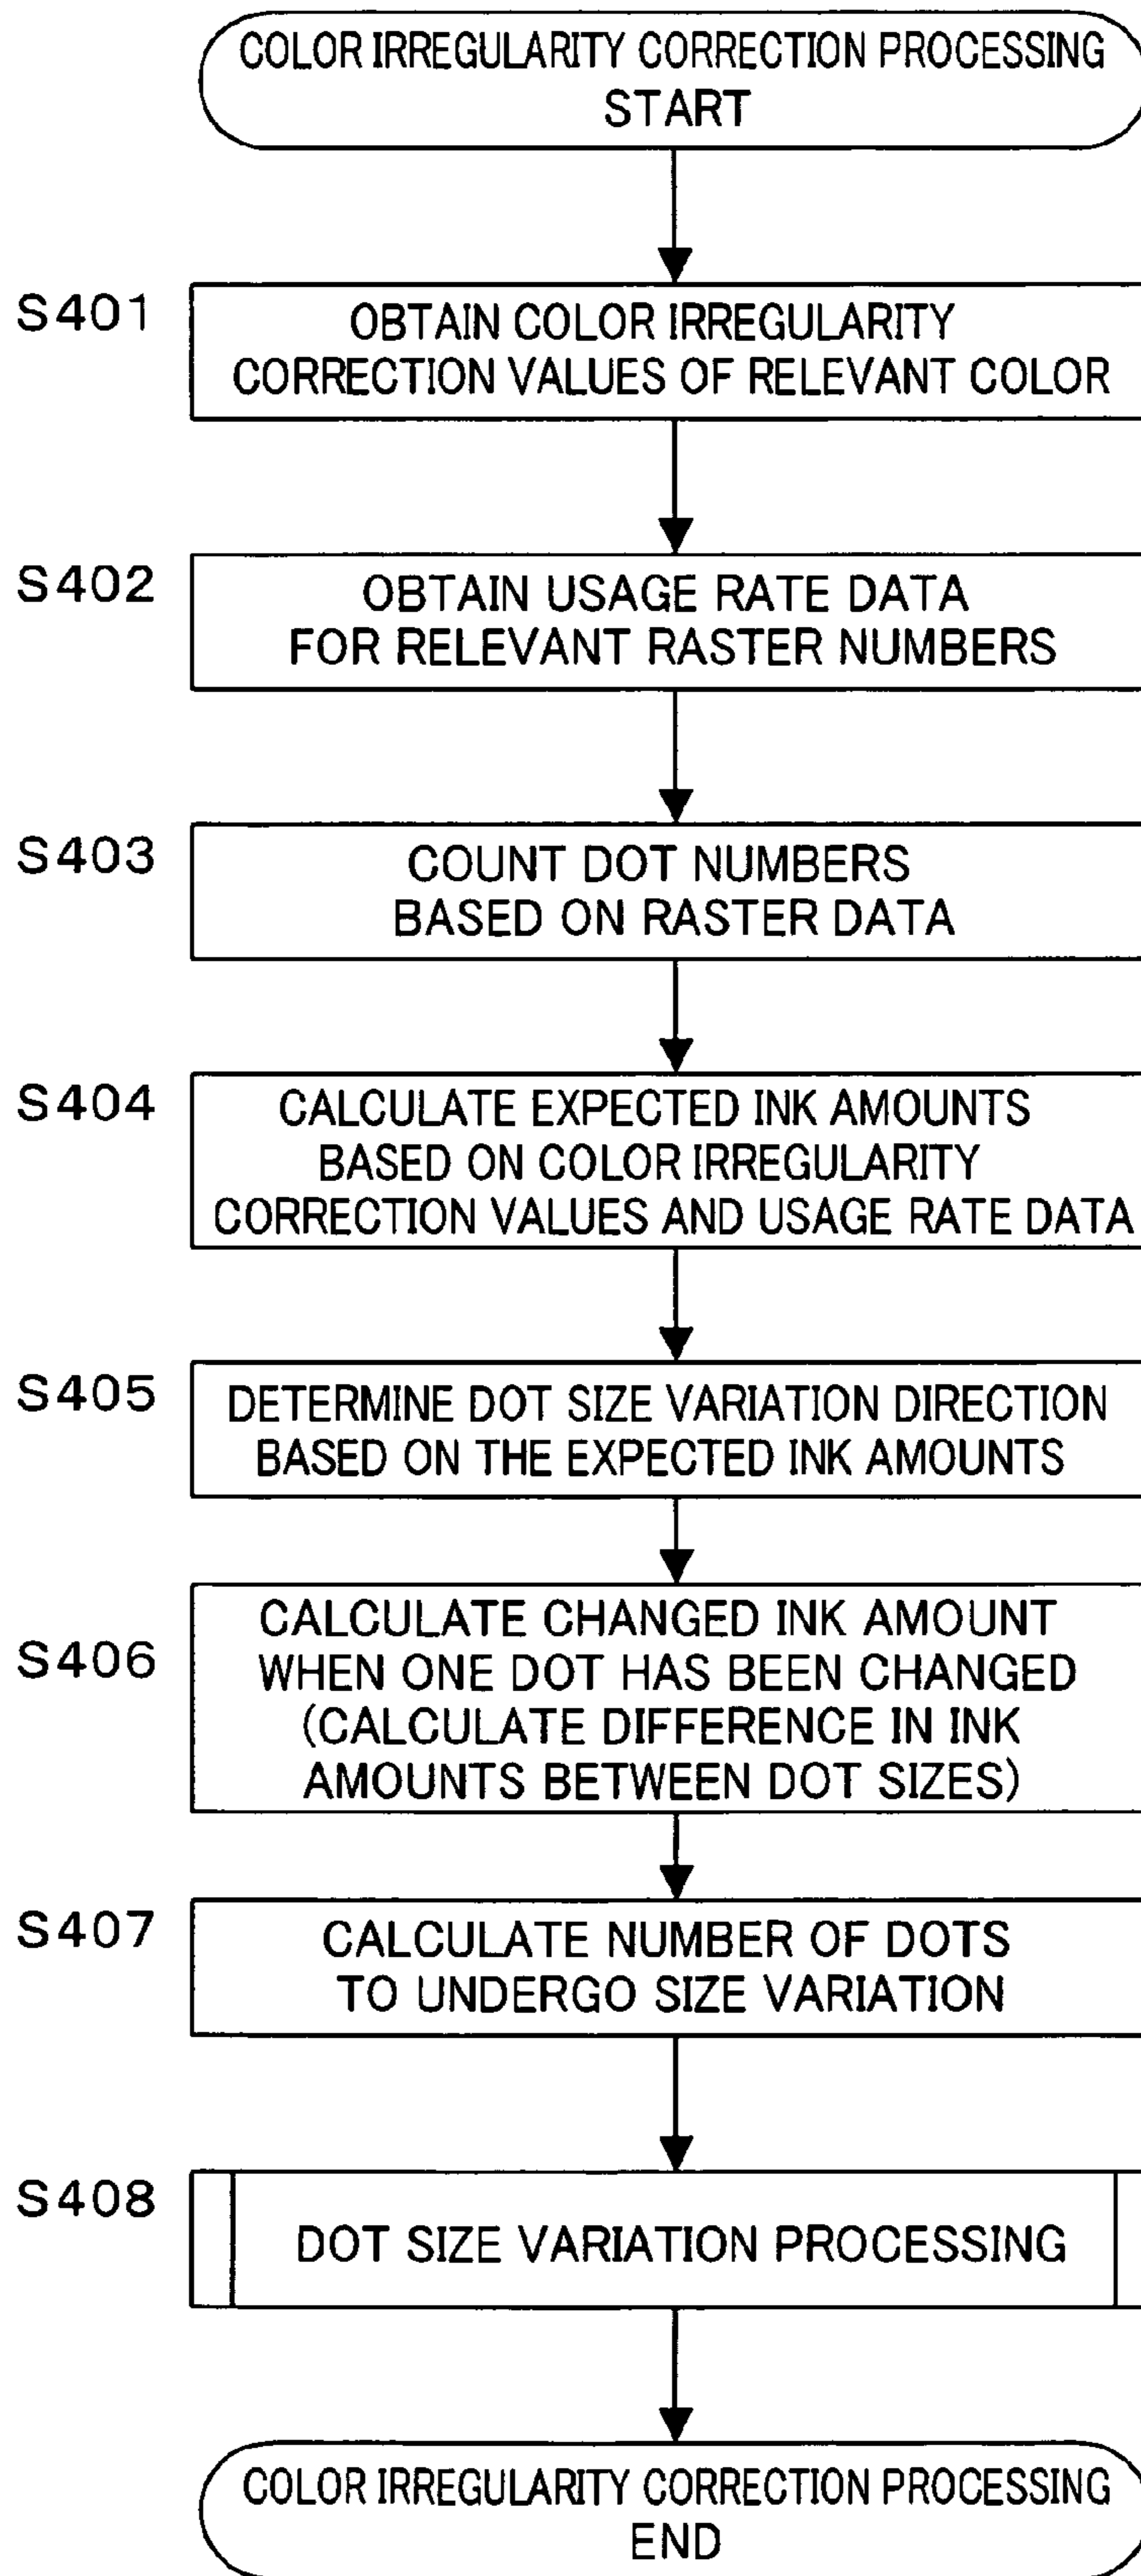 COLOR IRREGULARITY CORRECTION PROCESSING
START
S401
OBTAIN COLOR IRREGULARITY
CORRECTION VALUES OF RELEVANT COLOR
S402
OBTAIN USAGE RATE DATA
FOR RELEVANT RASTER NUMBERS
S403
COUNT DOT NUMBERS
BASED ON RASTER DATA
S404
CALCULATE EXPECTED INK AMOUNTS
BASED ON COLOR IRREGULARITY
CORRECTION VALUES AND USAGE RATE DATA
S405
DETERMINE DOT SIZE VARIATION DIRECTION
BASED ON THE EXPECTED INK AMOUNTS
S406
CALCULATE CHANGED INK AMOUNT
WHEN ONE DOT HAS BEEN CHANGED
(CALCULATE DIFFERENCE IN INK
AMOUNTS BETWEEN DOT SIZES)
S407
CALCULATE NUMBER OF DOTS
TO UNDERGO SIZE VARIATION
S408
DOT SIZE VARIATION PROCESSING
COLOR IRREGULARITY CORRECTION PROCESSING
END